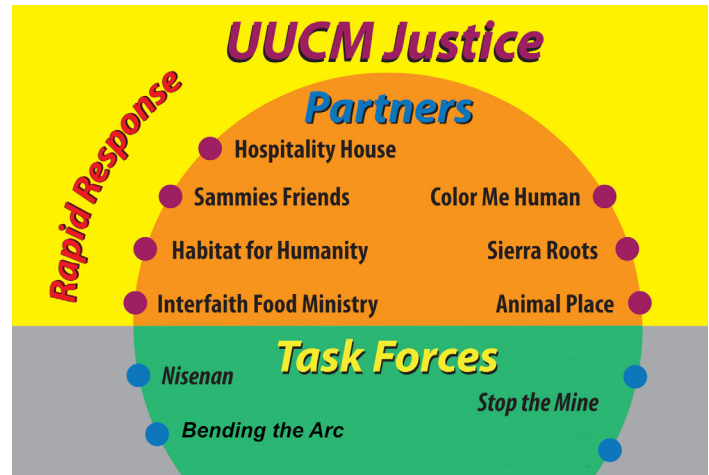 UUCM Justice
Rapid Response
Partners
Hospitality House
Sammies Friends
Color Me Human
Habitat for Humanity
Sierra Roots
Interfaith Food Ministry
Animal Place
Task Forces
Nisenan
Stop the Mine
Bending the Arc